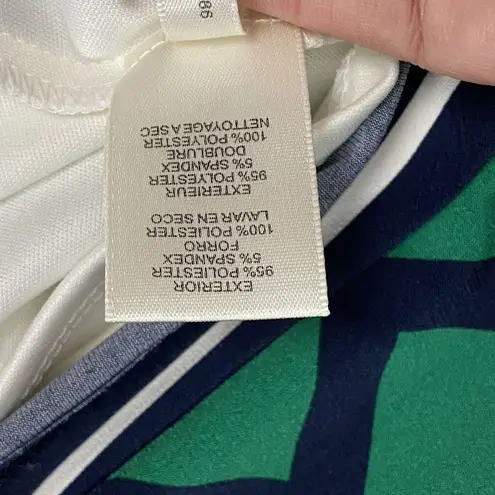 EXTERIOR
95% POLIESTER
5% SPANDEX
FORRO
100% POLIESTER
LAVAR EN SECO
EXTERIEUR
95% POLYESTER
5% SPANDEX
DOUBLURE
100% POLYESTER
NETTOYAGE A SEC